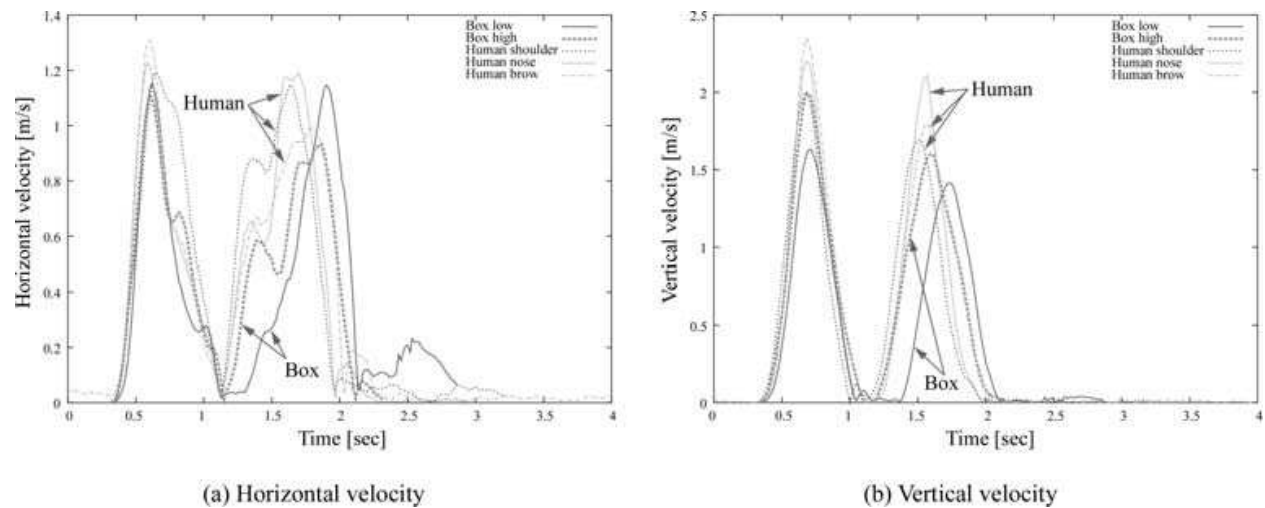 1.4
1.2
1
0.8
0.6
0.4
0.2
0
Horizontal velocity [m/s]
Box low
Box high
Human shoulder
Human nose
Human brow
Human
Box
0 0.5 1 1.5 2 2.5 3 3.5 4
Time [sec]
(a) Horizontal velocity
2.5
2
1.5
1
0.5
0
Vertical velocity [m/s]
Box low
Box high
Human shoulder
Human nose
Human brow
Human
Box
0 0.5 1 1.5 2 2.5 3 3.5 4
Time [sec]
(b) Vertical velocity